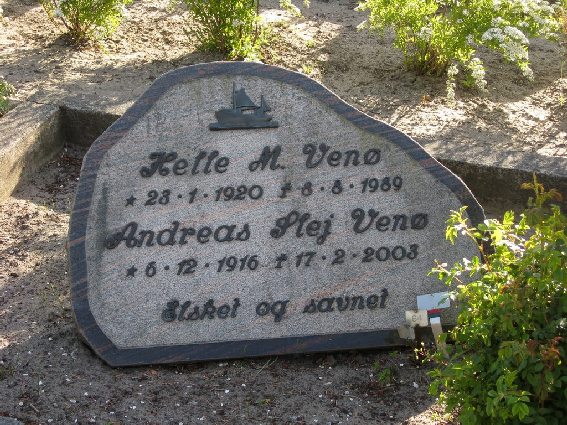 Helle M. Venø
★ 23 · 1 · 1920 ✝ 8 · 8 · 1989
Andreas Plej Venø
★ 6 · 12 · 1916 ✝ 17 · 2 · 2003
Elsket og savnet